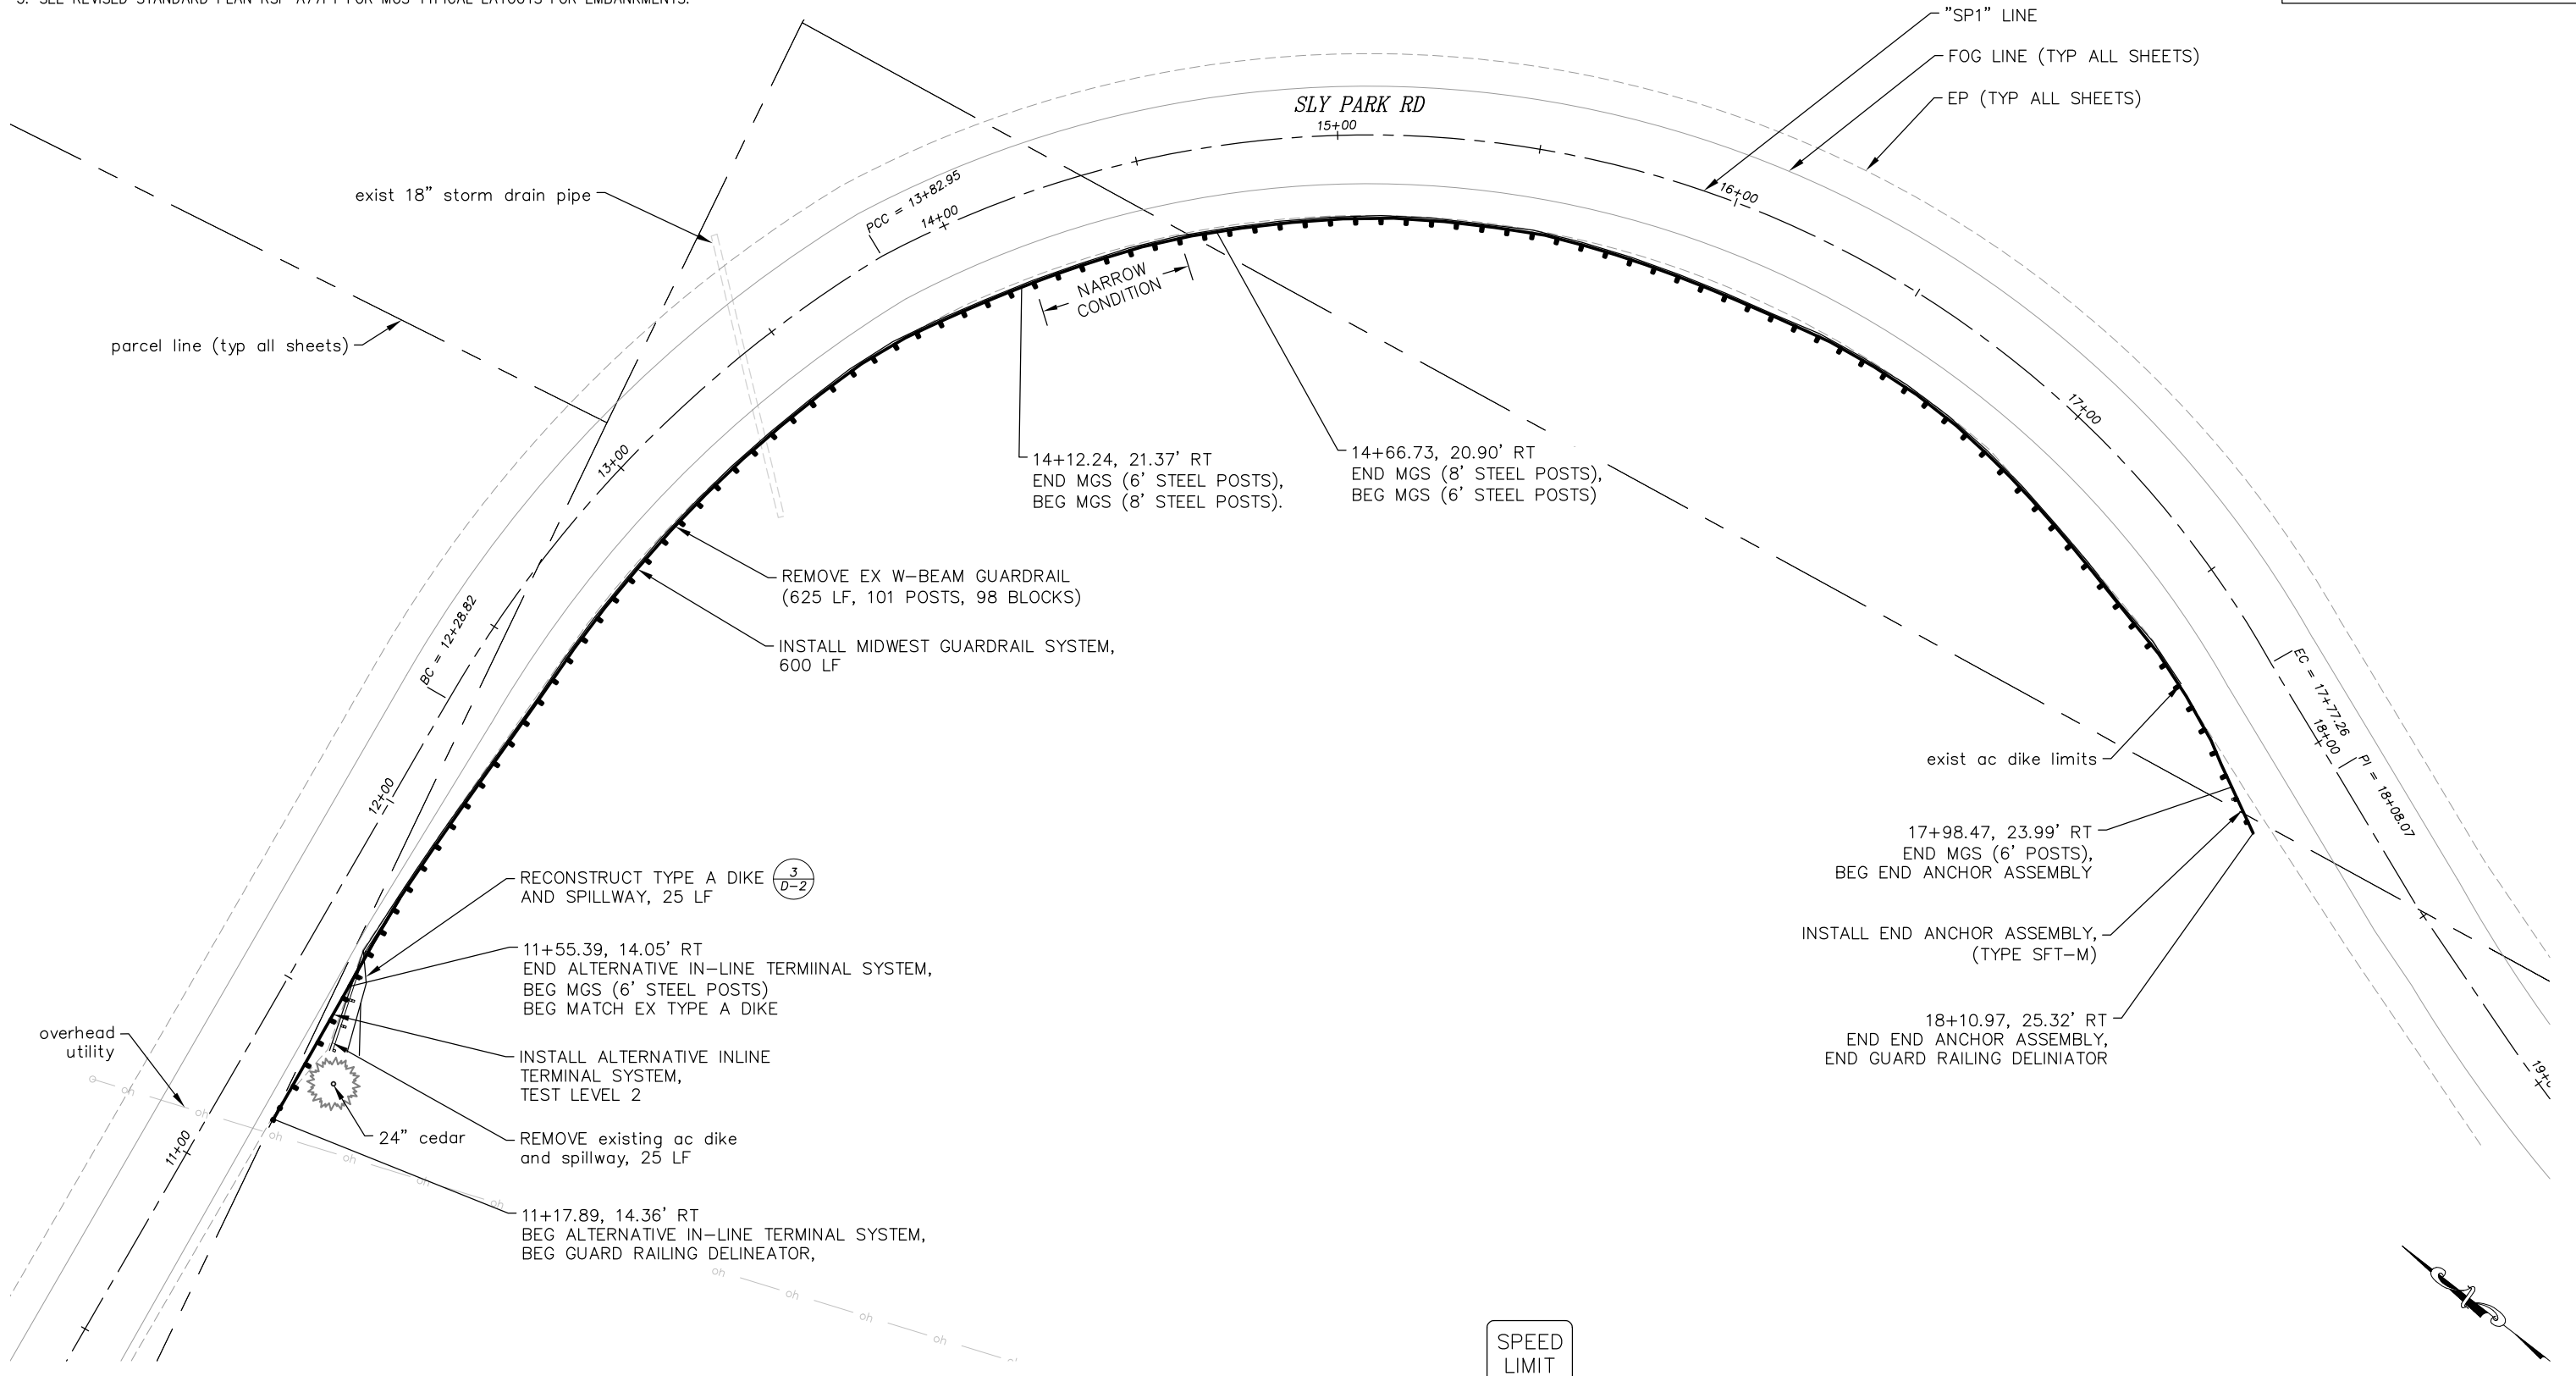 "SP1" LINE
FOG LINE (TYP ALL SHEETS)
EP (TYP ALL SHEETS)
SLY PARK RD
15+00
16+00
PCC = 13+82.95
14+00
exist 18" storm drain pipe
NARROW
CONDITION
parcel line (typ all sheets)
17+00
13+00
14+12.24, 21.37' RT
END MGS (6' STEEL POSTS),
BEG MGS (8' STEEL POSTS).
14+66.73, 20.90' RT
END MGS (8' STEEL POSTS),
BEG MGS (6' STEEL POSTS)
REMOVE EX W-BEAM GUARDRAIL
(625 LF, 101 POSTS, 98 BLOCKS)
INSTALL MIDWEST GUARDRAIL SYSTEM,
600 LF
BC = 12+28.82
EC = 17+77.26
18+00
PI = 18+08.07
exist ac dike limits
12+00
17+98.47, 23.99' RT
END MGS (6' POSTS),
BEG END ANCHOR ASSEMBLY
RECONSTRUCT TYPE A DIKE
AND SPILLWAY, 25 LF
3
D-2
INSTALL END ANCHOR ASSEMBLY,
(TYPE SFT-M)
11+55.39, 14.05' RT
END ALTERNATIVE IN-LINE TERMIINAL SYSTEM,
BEG MGS (6' STEEL POSTS)
BEG MATCH EX TYPE A DIKE
18+10.97, 25.32' RT
END END ANCHOR ASSEMBLY,
END GUARD RAILING DELINIATOR
overhead
utility
INSTALL ALTERNATIVE INLINE
TERMINAL SYSTEM,
TEST LEVEL 2
oh
oh
oh
oh
oh
oh
24" cedar
11+00
REMOVE existing ac dike
and spillway, 25 LF
11+17.89, 14.36' RT
BEG ALTERNATIVE IN-LINE TERMINAL SYSTEM,
BEG GUARD RAILING DELINEATOR,
oh
oh
oh
oh
SPEED
LIMIT